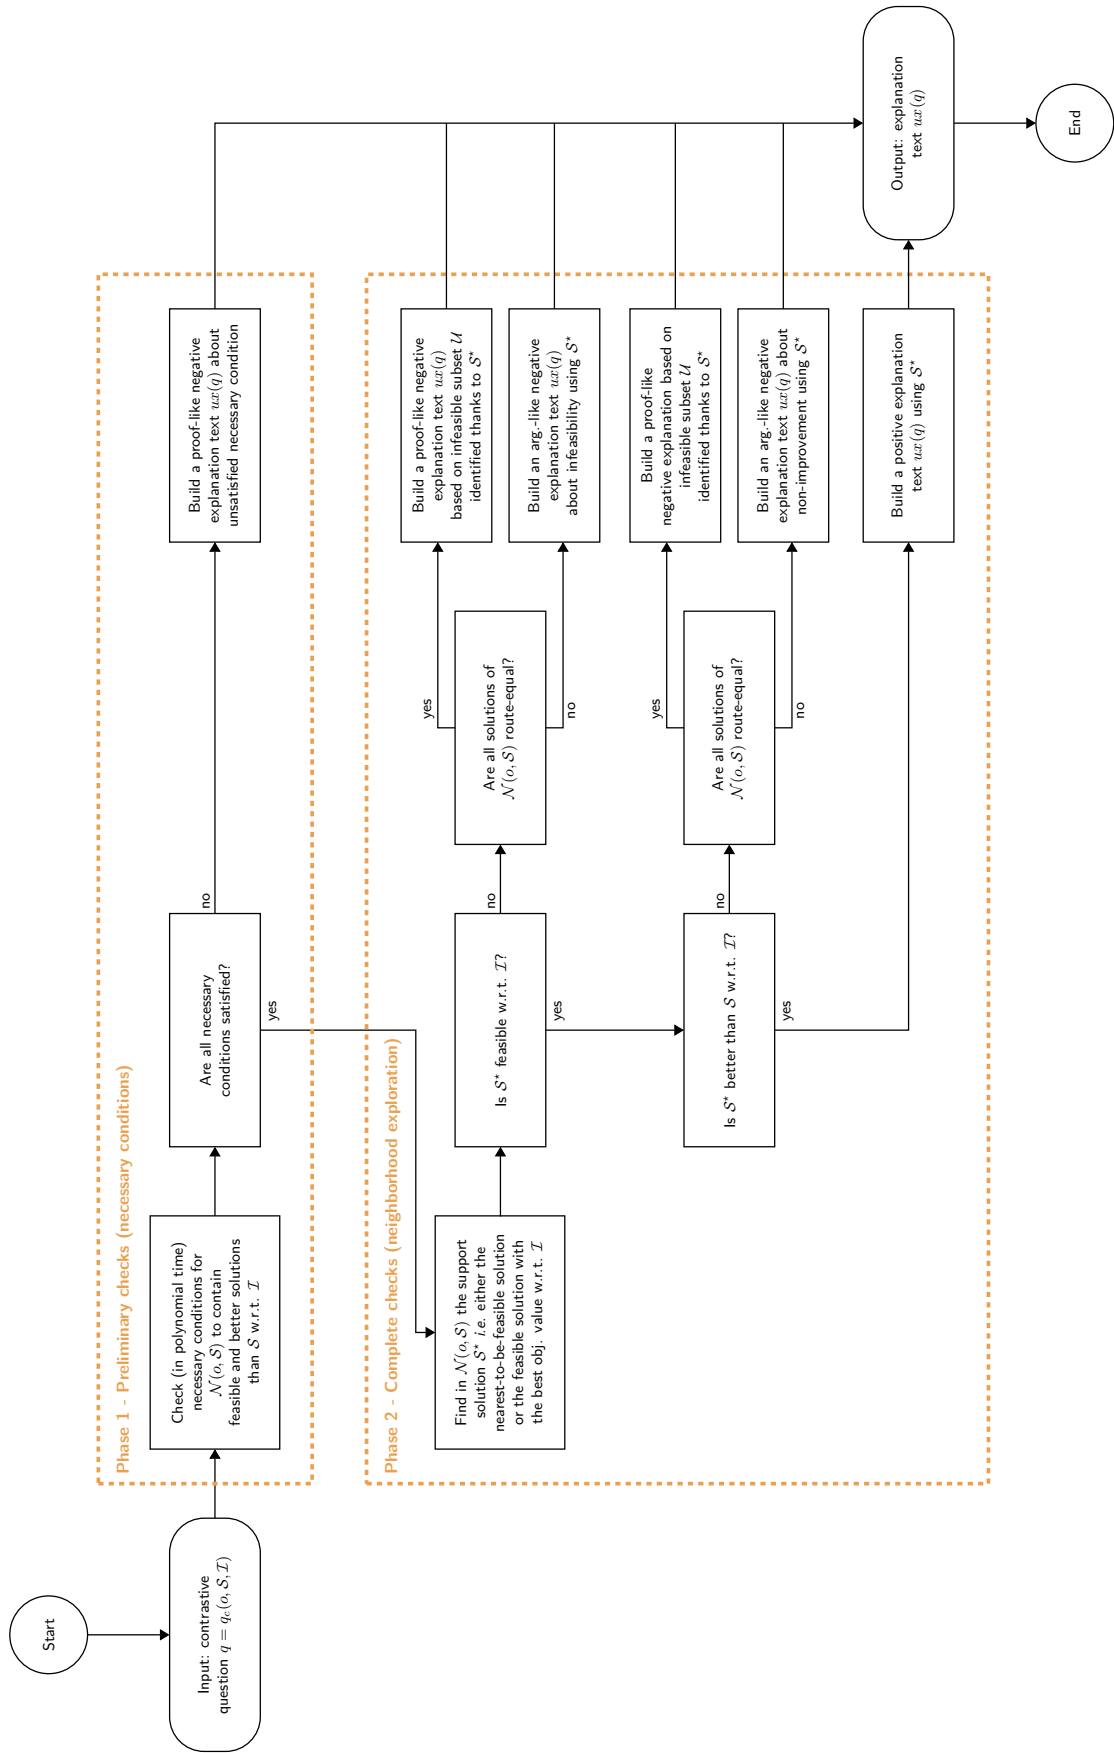 Start
Input: contrastive
question q = q_c(o, 𝒮, ℐ)
Phase 1 - Preliminary checks (necessary conditions)
Check (in polynomial time)
necessary conditions for
𝒩(o, 𝒮) to contain
feasible and better solutions
than 𝒮 w.r.t. ℐ
Are all necessary
conditions satisfied?
no
yes
Build a proof-like negative
explanation text ux(q) about
unsatisfied necessary condition
Phase 2 - Complete checks (neighborhood exploration)
Find in 𝒩(o, 𝒮) the support
solution 𝒮* i.e. either the
nearest-to-be-feasible solution
or the feasible solution with
the best obj. value w.r.t. ℐ
Is 𝒮* feasible w.r.t. ℐ?
no
yes
Are all solutions of
𝒩(o, 𝒮) route-equal?
yes
no
Build a proof-like negative
explanation text ux(q)
based on infeasible subset 𝒰
identified thanks to 𝒮*
Build an arg.-like negative
explanation text ux(q)
about infeasibility using 𝒮*
Is 𝒮* better than 𝒮 w.r.t. ℐ?
no
yes
Are all solutions of
𝒩(o, 𝒮) route-equal?
yes
no
Build a proof-like
negative explanation based on
infeasible subset 𝒰
identified thanks to 𝒮*
Build an arg.-like negative
explanation text ux(q) about
non-improvement using 𝒮*
Build a positive explanation
text ux(q) using 𝒮*
Output: explanation
text ux(q)
End